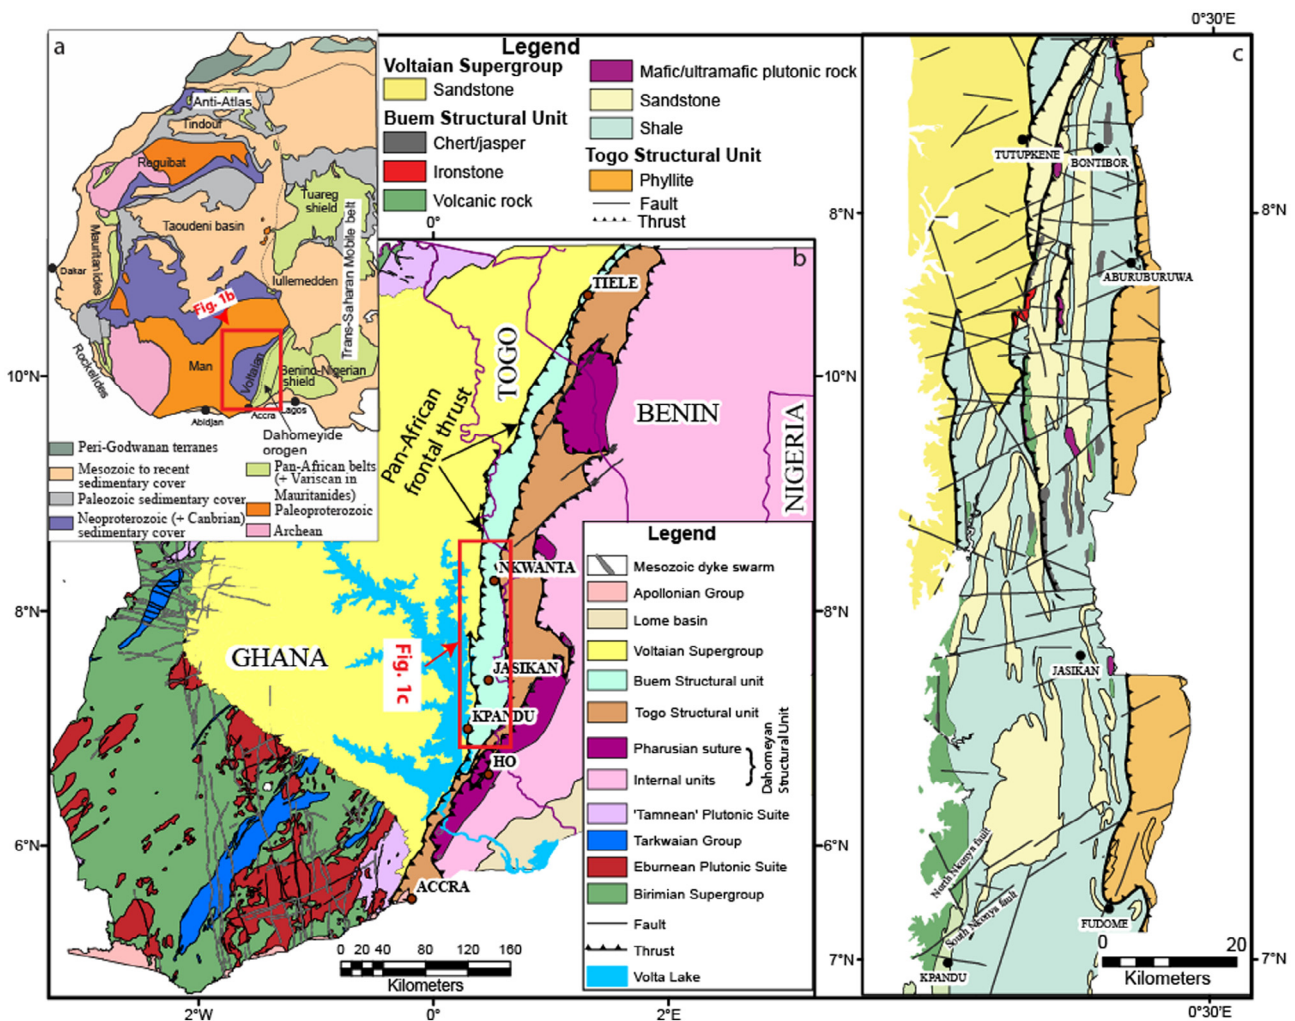 a
Anti-Atlas
Tindouf
Reguibat
Tuareg
shield
Taoudeni basin
Mauritanides
Trans-Saharan Mobile belt
Dakar
Iullemedden
Fig. 1b
Rockelides
Man
Voltaian
Benino-Nigerian
shield
Abidjan
Accra
Lagos
Dahomeyide
orogen
Peri-Godwanan terranes
Mesozoic to recent
sedimentary cover
Paleozoic sedimentary cover
Neoproterozoic (+ Canbrian)
sedimentary cover
Pan-African belts
(+ Variscan in
Mauritanides)
Paleoproterozoic
Archean
Legend
Voltaian Supergroup
Sandstone
Buem Structural Unit
Chert/jasper
Ironstone
Volcanic rock
Mafic/ultramafic plutonic rock
Sandstone
Shale
Togo Structural Unit
Phyllite
Fault
Thrust
0°
b
TIELE
TOGO
BENIN
NIGERIA
Pan-African
frontal thrust
10°N
NKWANTA
8°N
GHANA
Fig. 1c
JASIKAN
KPANDU
HO
6°N
ACCRA
0 20 40 80 120 160
Kilometers
2°W
0°
2°E
Legend
Mesozoic dyke swarm
Apollonian Group
Lome basin
Voltaian Supergroup
Buem Structural unit
Togo Structural unit
Pharusian suture
Internal units
Dahomeyan
Structural Unit
'Tamnean' Plutonic Suite
Tarkwaian Group
Eburnean Plutonic Suite
Birimian Supergroup
Fault
Thrust
Volta Lake
10°N
8°N
6°N
0°30'E
c
TUTUPKENE
BONTIBOR
8°N
ABURUBURUWA
JASIKAN
North Nkonya fault
South Nkonya fault
FUDOME
KPANDU
0 20
Kilometers
7°N
7°N
0°30'E
8°N